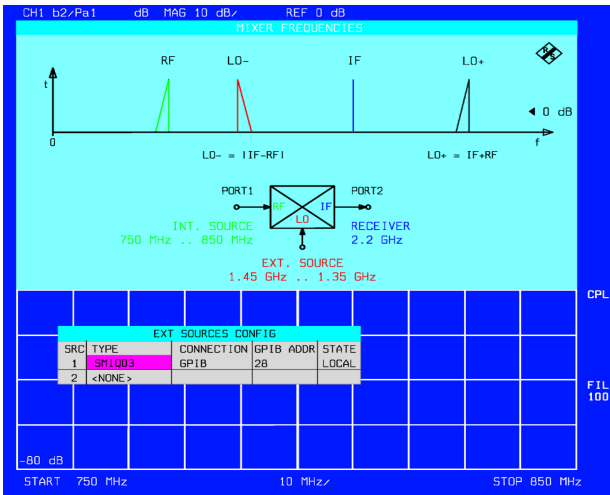 CH1 b2/Pa1 dB MAG 10 dB/ REF 0 dB
MIXER FREQUENCIES
RF LO- IF LO+
R S
t
0 dB
0 f
LO- = |IF-RF| LO+ = IF+RF
PORT1 PORT2
RF IF
LO
INT. SOURCE RECEIVER
750 MHz .. 850 MHz 2.2 GHz
EXT. SOURCE
1.45 GHz .. 1.35 GHz
CPL
EXT SOURCES CONFIG
SRC TYPE CONNECTION GPIB ADDR STATE
1 SMIQ03 GPIB 28 LOCAL
2 <NONE>
FIL
100
-80 dB
START 750 MHz 10 MHz/ STOP 850 MHz